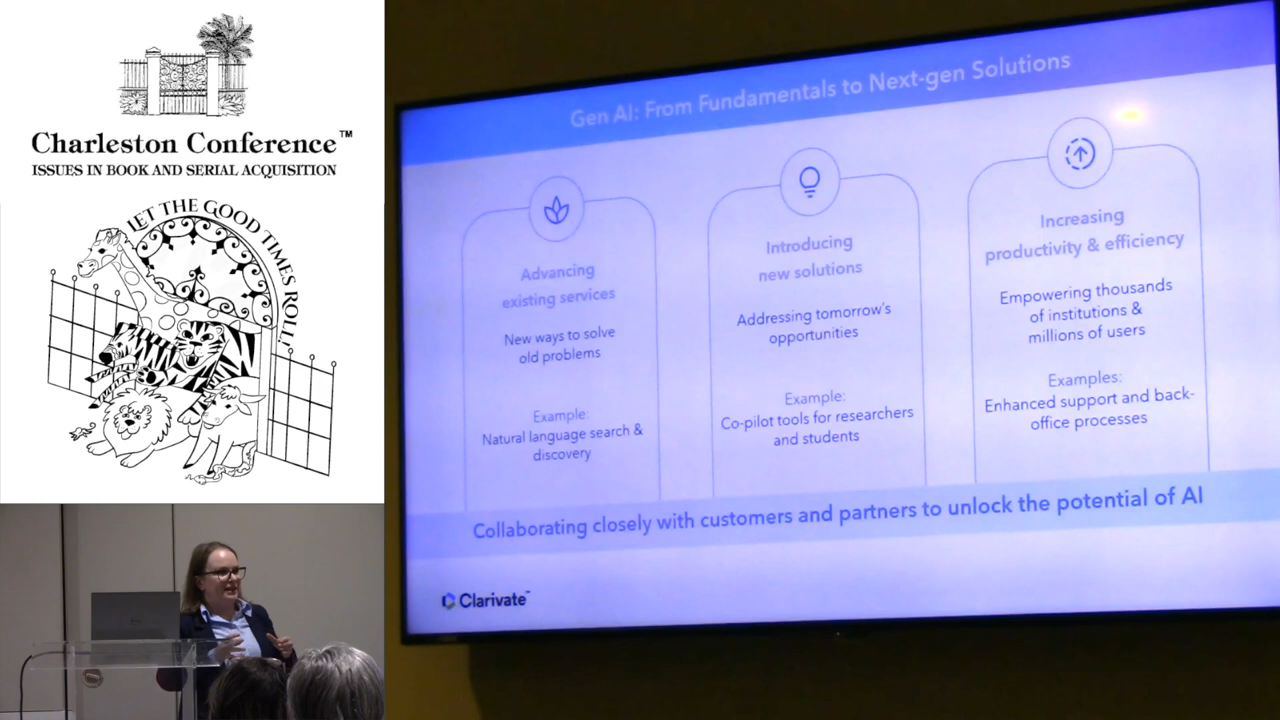 Charleston Conference™
ISSUES IN BOOK AND SERIAL ACQUISITION
LET THE GOOD TIMES ROLL!
Gen AI: From Fundamentals to Next-gen Solutions
Advancing
existing services
New ways to solve
old problems
Example:
Natural language search &
discovery
Introducing
new solutions
Addressing tomorrow's
opportunities
Example:
Co-pilot tools for researchers
and students
Increasing
productivity & efficiency
Empowering thousands
of institutions &
millions of users
Examples:
Enhanced support and back-
office processes
Collaborating closely with customers and partners to unlock the potential of AI
Clarivate™